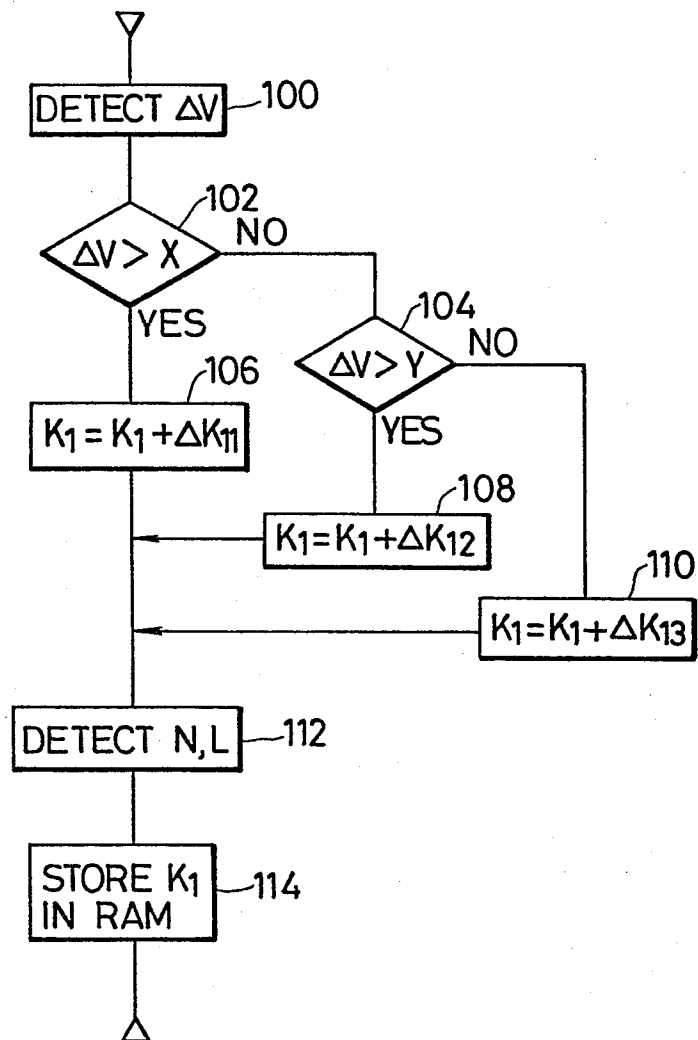 DETECT ΔV
100
102
ΔV > X
NO
YES
104
ΔV > Y
NO
YES
106
K₁ = K₁ + ΔK₁₁
108
K₁ = K₁ + ΔK₁₂
110
K₁ = K₁ + ΔK₁₃
DETECT N, L
112
STORE K₁
IN RAM
114